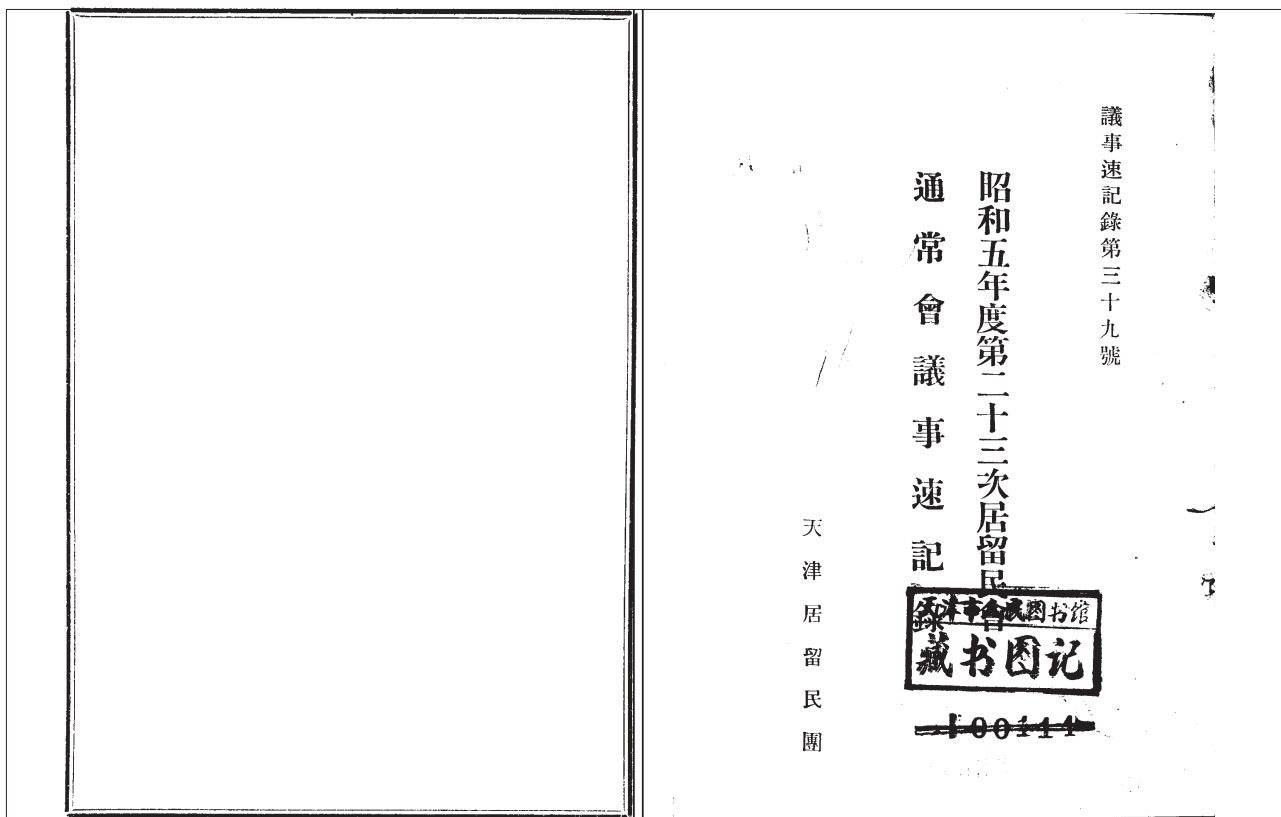 議事速記錄第三十九號
昭和五年度第二十三次居留民會
通常會議事速記錄
天津居留民團
天津市人民图书馆
藏书图记